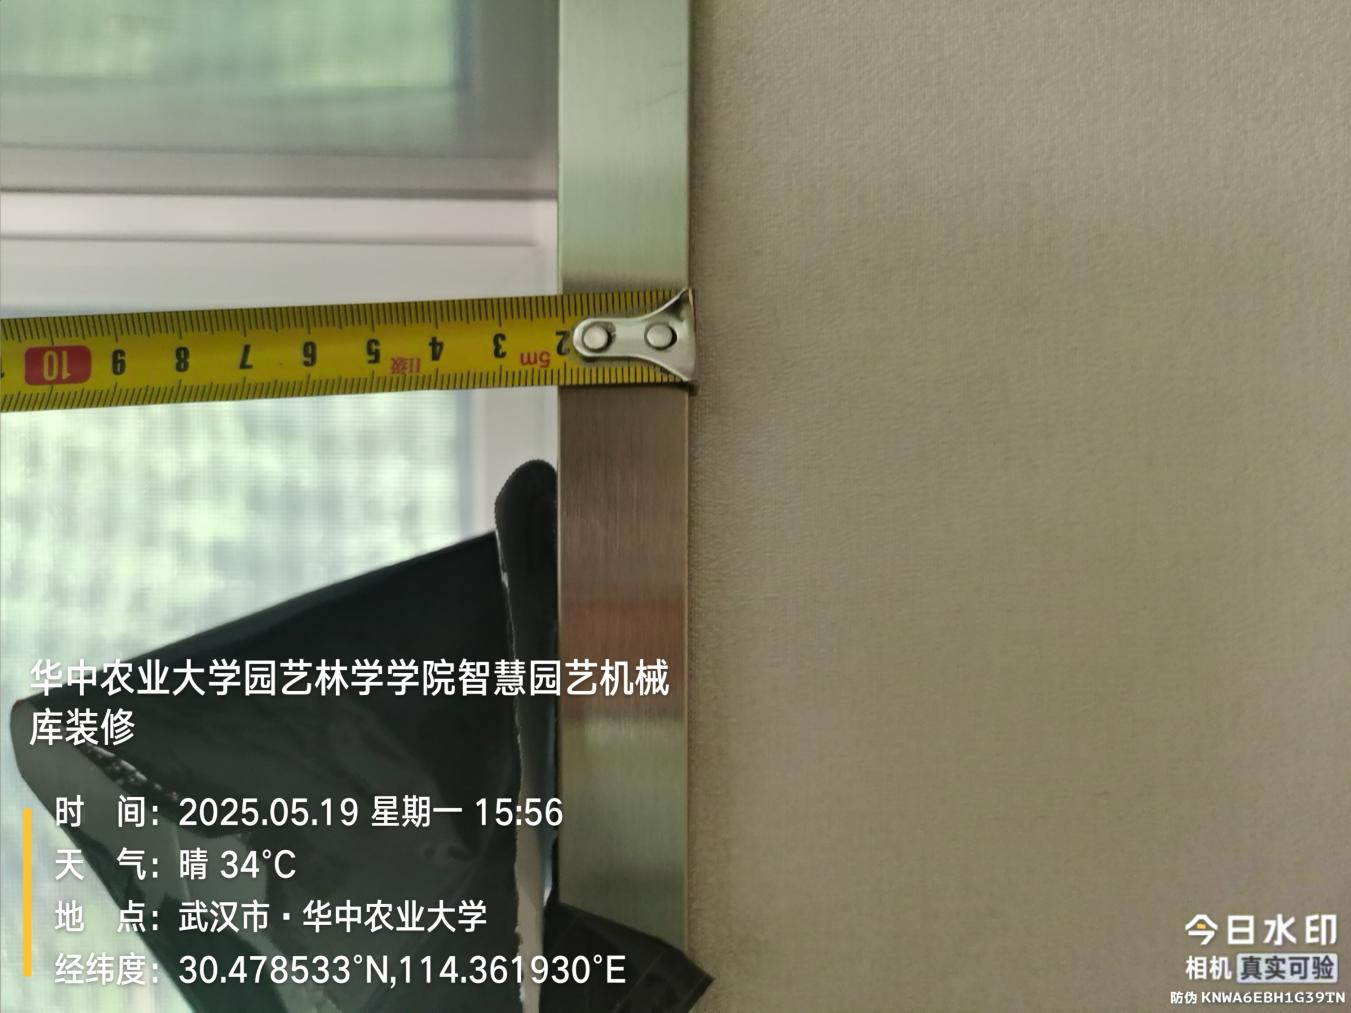 10 9 8 7 6 5 II级 4 3 5m 2
华中农业大学园艺林学学院智慧园艺机械
库装修
时 间：2025.05.19 星期一 15:56
天 气：晴 34°C
地 点：武汉市·华中农业大学
经纬度：30.478533°N,114.361930°E
今日水印
相机 真实可验
防伪 KNWA6EBH1G39TN